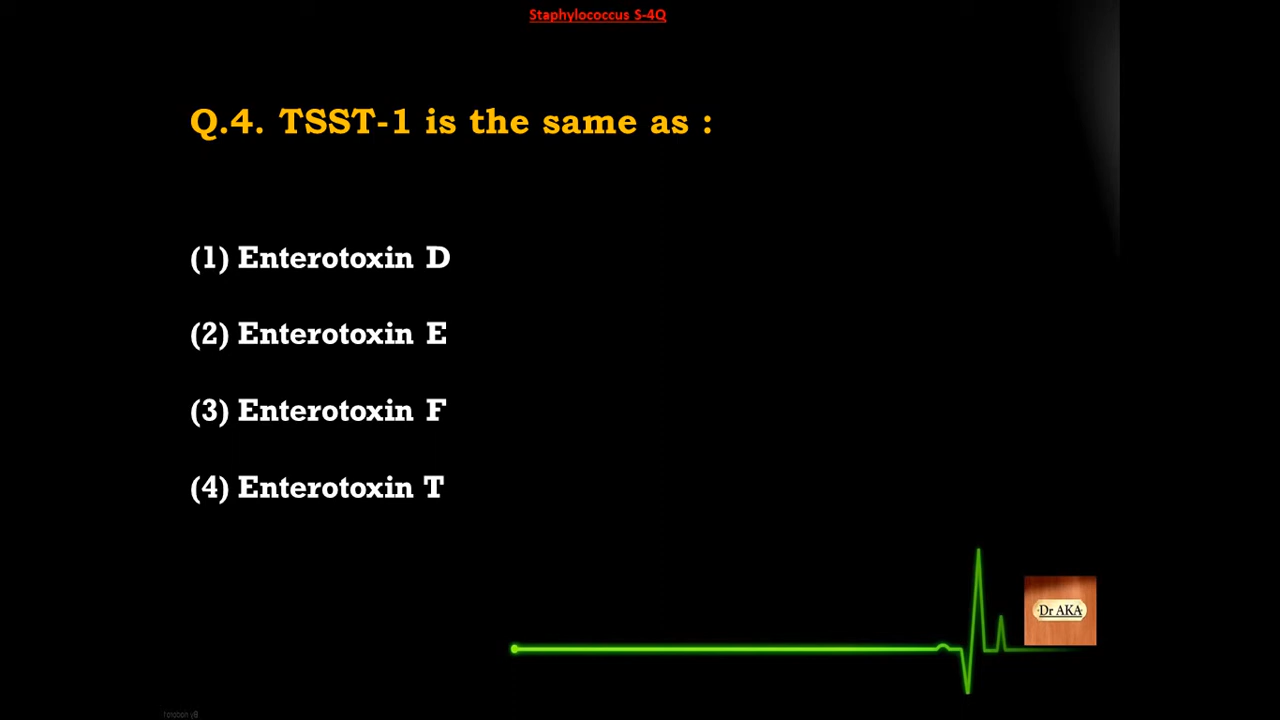 Staphylococcus S-4Q
Q.4. TSST-1 is the same as :
(1) Enterotoxin D
(2) Enterotoxin E
(3) Enterotoxin F
(4) Enterotoxin T
Dr AKA